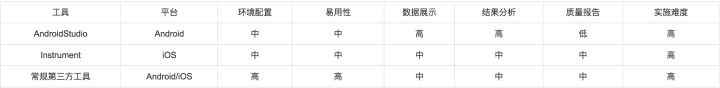 工具 平台 环境配置 易用性 数据展示 结果分析 质量报告 实施难度
AndroidStudio Android 中 中 高 高 低 高
Instrument iOS 中 中 中 中 中 高
常规第三方工具 Android/iOS 高 高 中 中 中 高